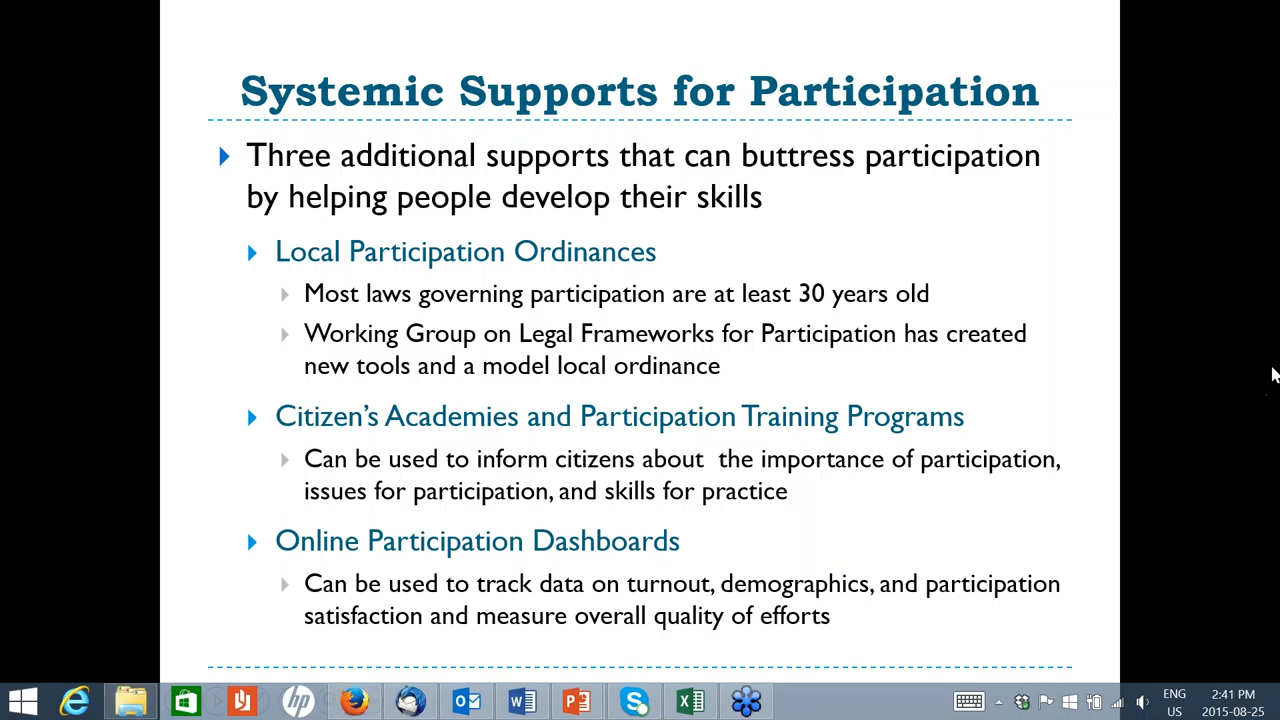 Systemic Supports for Participation
Three additional supports that can buttress participation
by helping people develop their skills
Local Participation Ordinances
Most laws governing participation are at least 30 years old
Working Group on Legal Frameworks for Participation has created
new tools and a model local ordinance
Citizen's Academies and Participation Training Programs
Can be used to inform citizens about  the importance of participation,
issues for participation, and skills for practice
Online Participation Dashboards
Can be used to track data on turnout, demographics, and participation
satisfaction and measure overall quality of efforts
hp
ENG
US
2:41 PM
2015-08-25